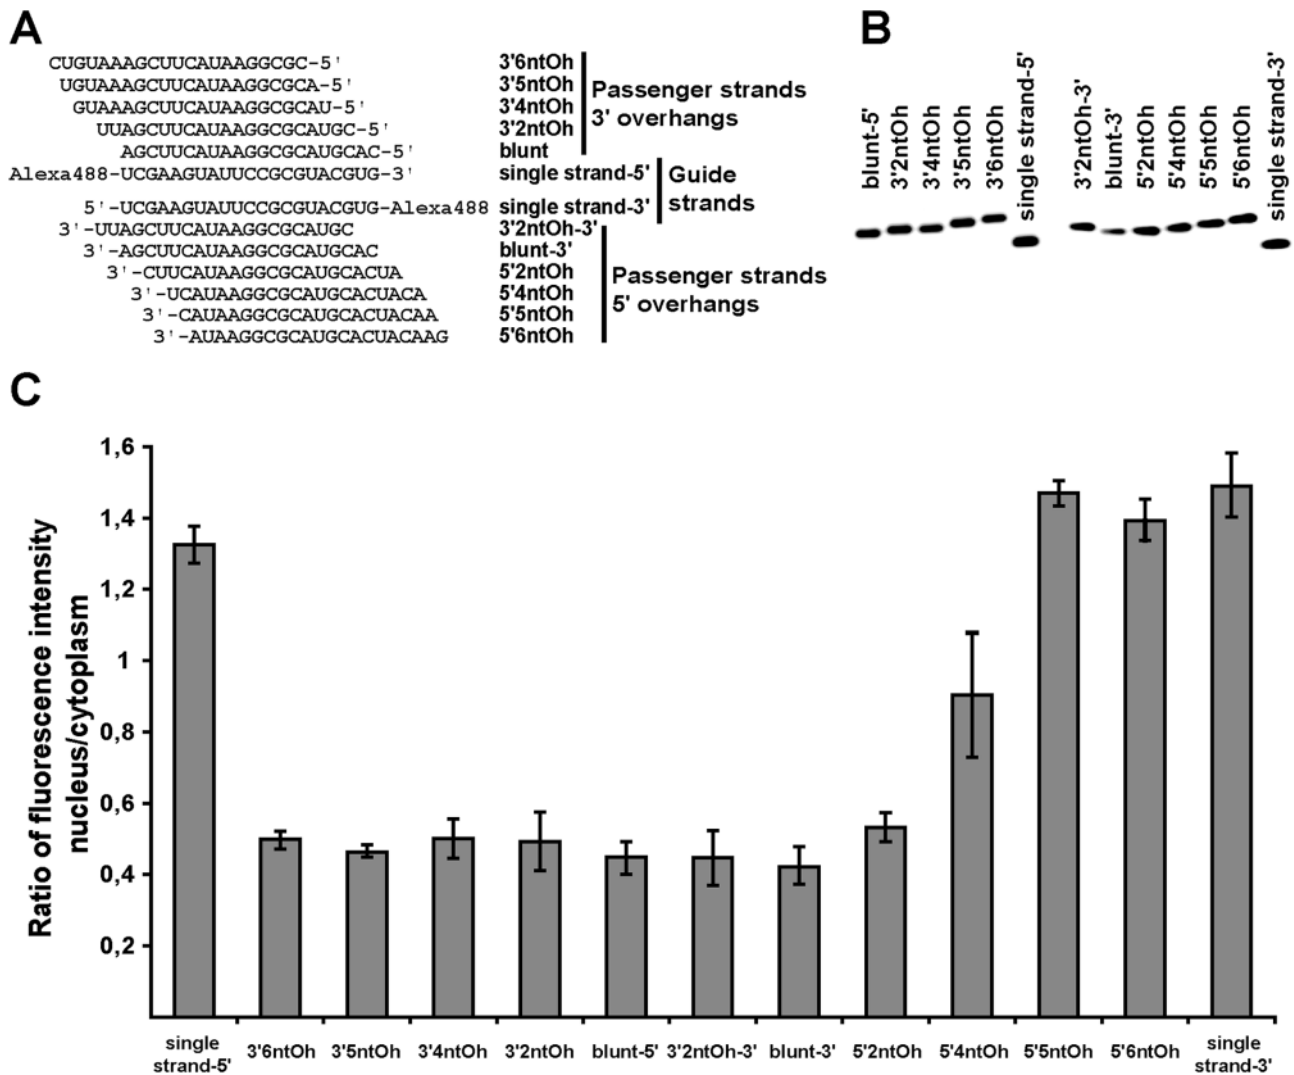 A
CUGUAAAGCUUCAUAAGGCGC-5' 3'6ntOh
UGUAAAGCUUCAUAAGGCGCA-5' 3'5ntOh
GUAAAGCUUCAUAAGGCGCAU-5' 3'4ntOh
UUAGCUUCAUAAGGCGCAUGC-5' 3'2ntOh
AGCUUCAUAAGGCGCAUGCAC-5' blunt
Passenger strands
3' overhangs
Alexa488-UCGAAGUAUUCCGCGUACGUG-3' single strand-5'
5'-UCGAAGUAUUCCGCGUACGUG-Alexa488 single strand-3'
Guide
strands
3'-UUAGCUUCAUAAGGCGCAUGC 3'2ntOh-3'
3'-AGCUUCAUAAGGCGCAUGCAC blunt-3'
3'-CUUCAUAAGGCGCAUGCACUA 5'2ntOh
3'-UCAUAAGGCGCAUGCACUACA 5'4ntOh
3'-CAUAAGGCGCAUGCACUACAA 5'5ntOh
3'-AUAAGGCGCAUGCACUACAAG 5'6ntOh
Passenger strands
5' overhangs
B
blunt-5'
3'2ntOh
3'4ntOh
3'5ntOh
3'6ntOh
single strand-5'
3'2ntOh-3'
blunt-3'
5'2ntOh
5'4ntOh
5'5ntOh
5'6ntOh
single strand-3'
C
Ratio of fluorescence intensity
nucleus/cytoplasm
1,6
1,4
1,2
1
0,8
0,6
0,4
0,2
single
strand-5'
3'6ntOh
3'5ntOh
3'4ntOh
3'2ntOh
blunt-5'
3'2ntOh-3'
blunt-3'
5'2ntOh
5'4ntOh
5'5ntOh
5'6ntOh
single
strand-3'